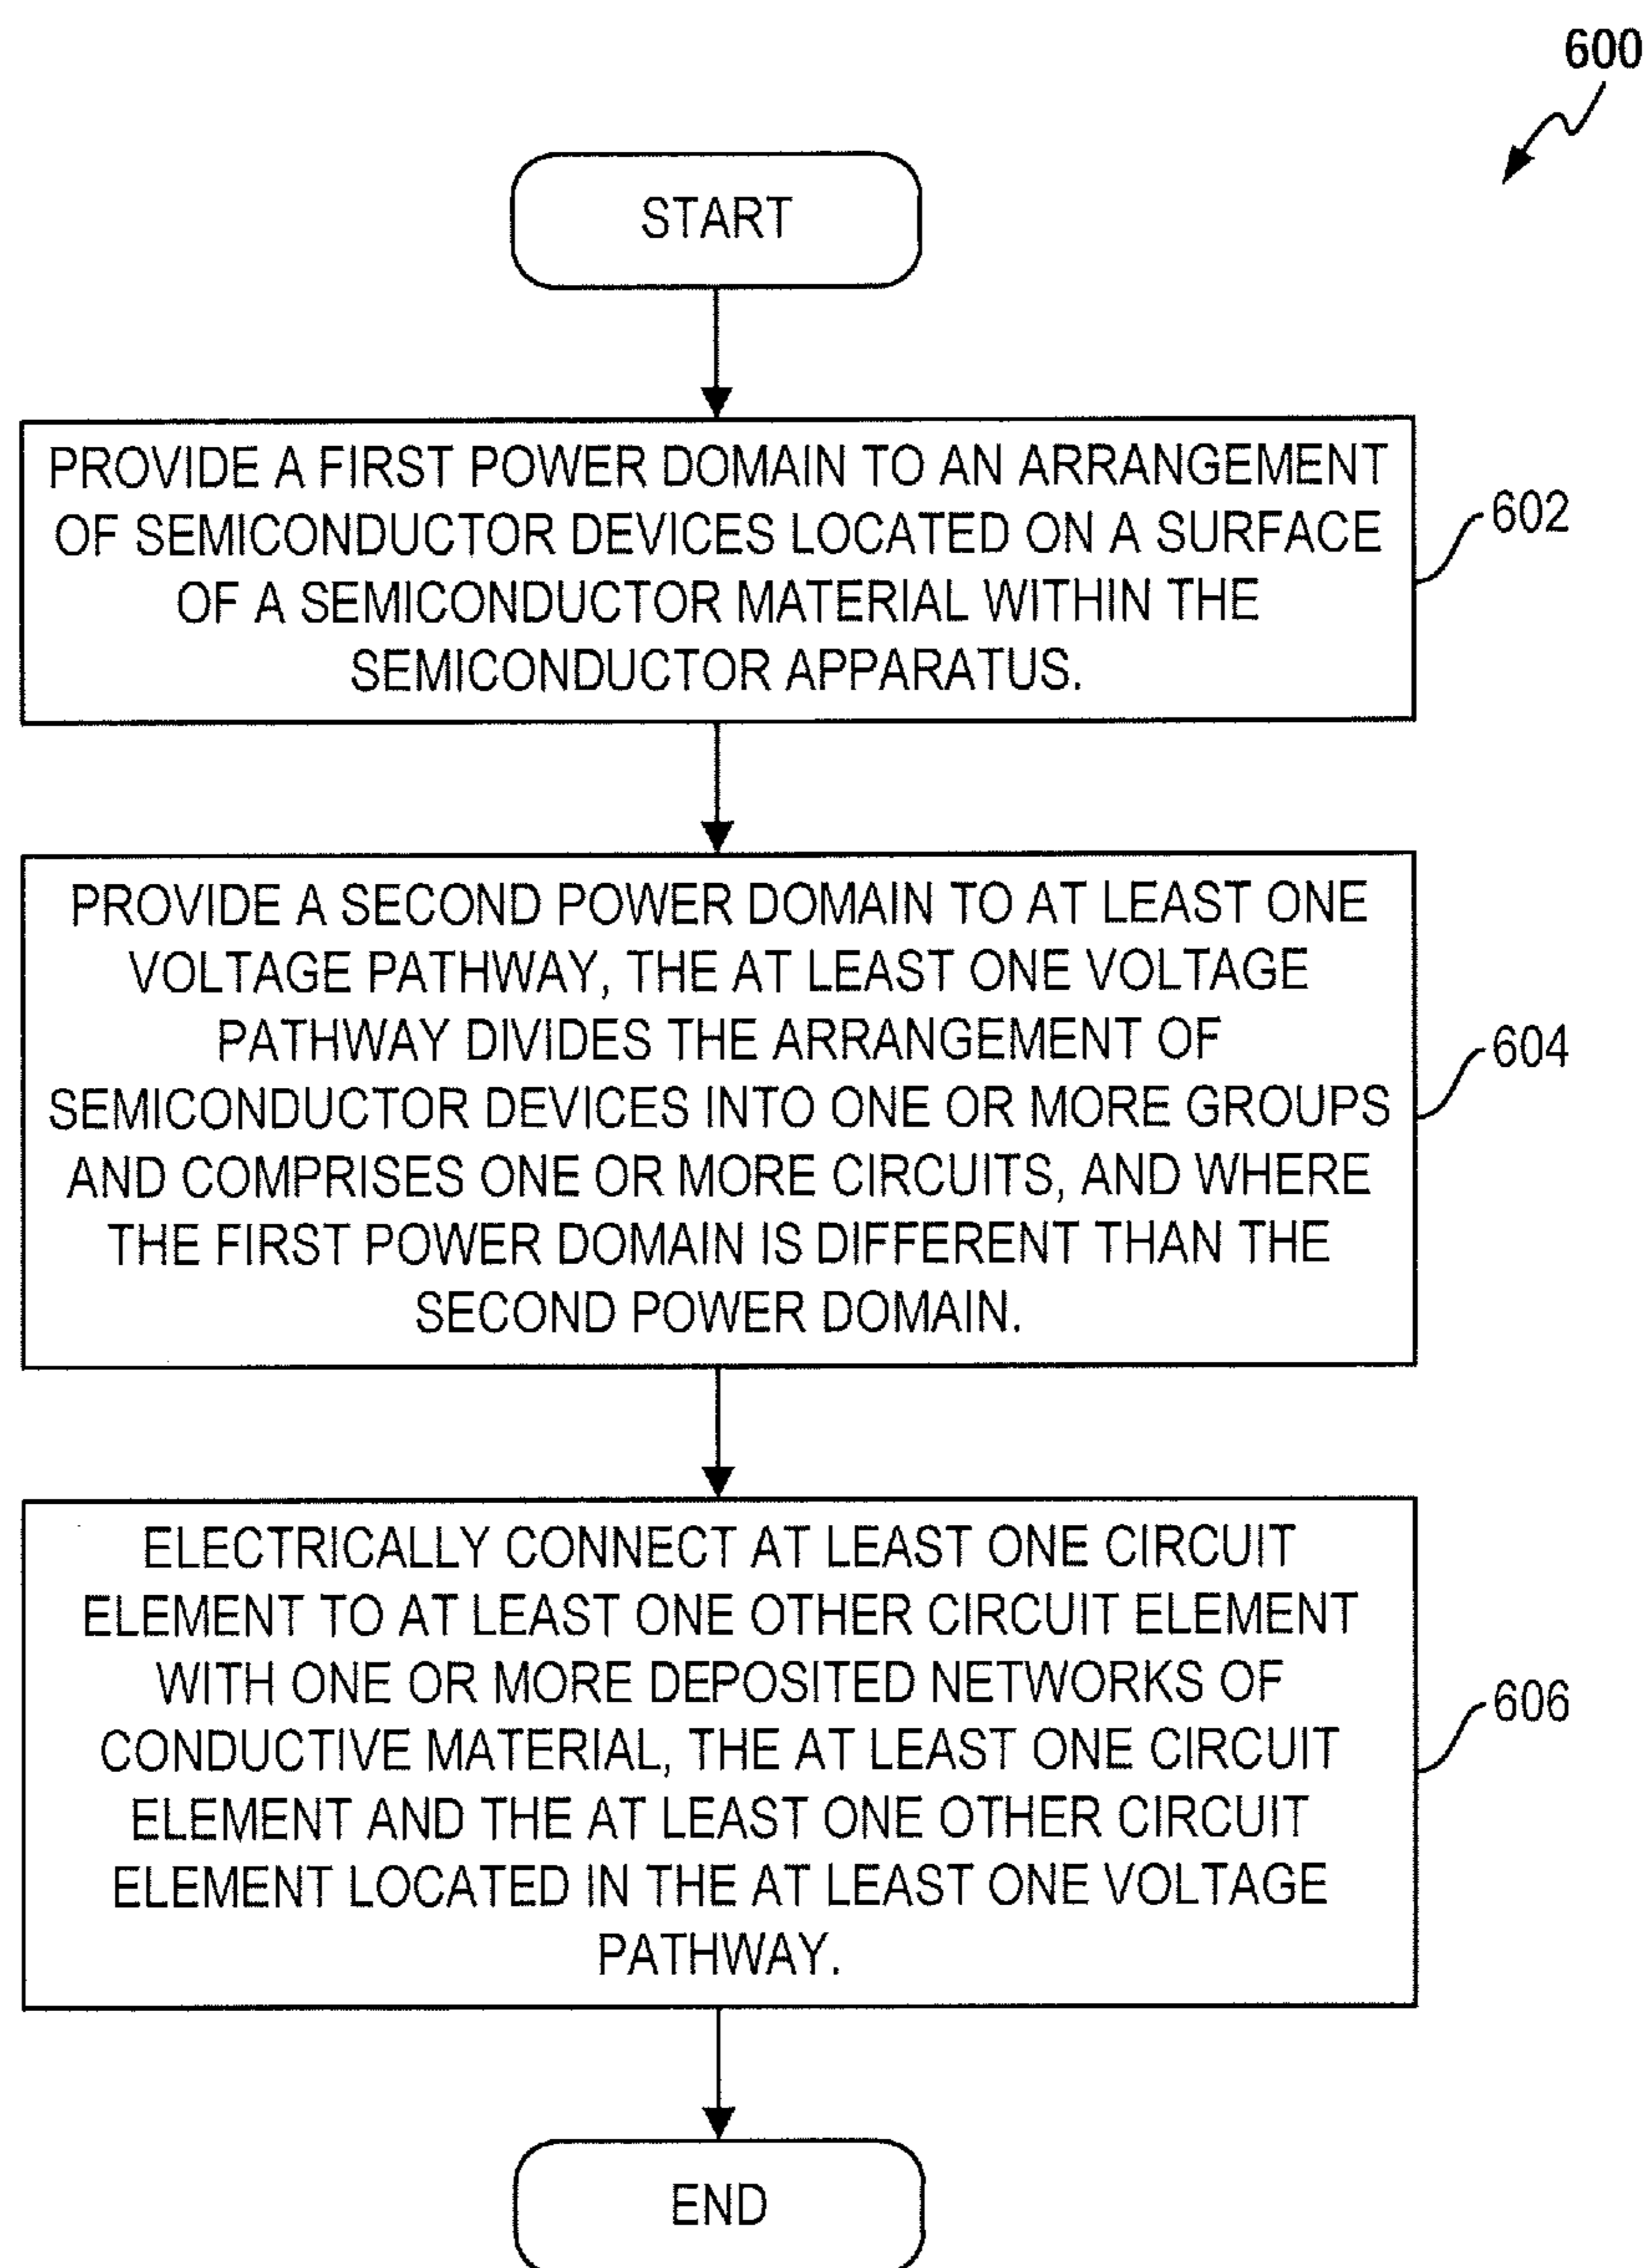 600
START
PROVIDE A FIRST POWER DOMAIN TO AN ARRANGEMENT
OF SEMICONDUCTOR DEVICES LOCATED ON A SURFACE
OF A SEMICONDUCTOR MATERIAL WITHIN THE
SEMICONDUCTOR APPARATUS.
602
PROVIDE A SECOND POWER DOMAIN TO AT LEAST ONE
VOLTAGE PATHWAY, THE AT LEAST ONE VOLTAGE
PATHWAY DIVIDES THE ARRANGEMENT OF
SEMICONDUCTOR DEVICES INTO ONE OR MORE GROUPS
AND COMPRISES ONE OR MORE CIRCUITS, AND WHERE
THE FIRST POWER DOMAIN IS DIFFERENT THAN THE
SECOND POWER DOMAIN.
604
ELECTRICALLY CONNECT AT LEAST ONE CIRCUIT
ELEMENT TO AT LEAST ONE OTHER CIRCUIT ELEMENT
WITH ONE OR MORE DEPOSITED NETWORKS OF
CONDUCTIVE MATERIAL, THE AT LEAST ONE CIRCUIT
ELEMENT AND THE AT LEAST ONE OTHER CIRCUIT
ELEMENT LOCATED IN THE AT LEAST ONE VOLTAGE
PATHWAY.
606
END